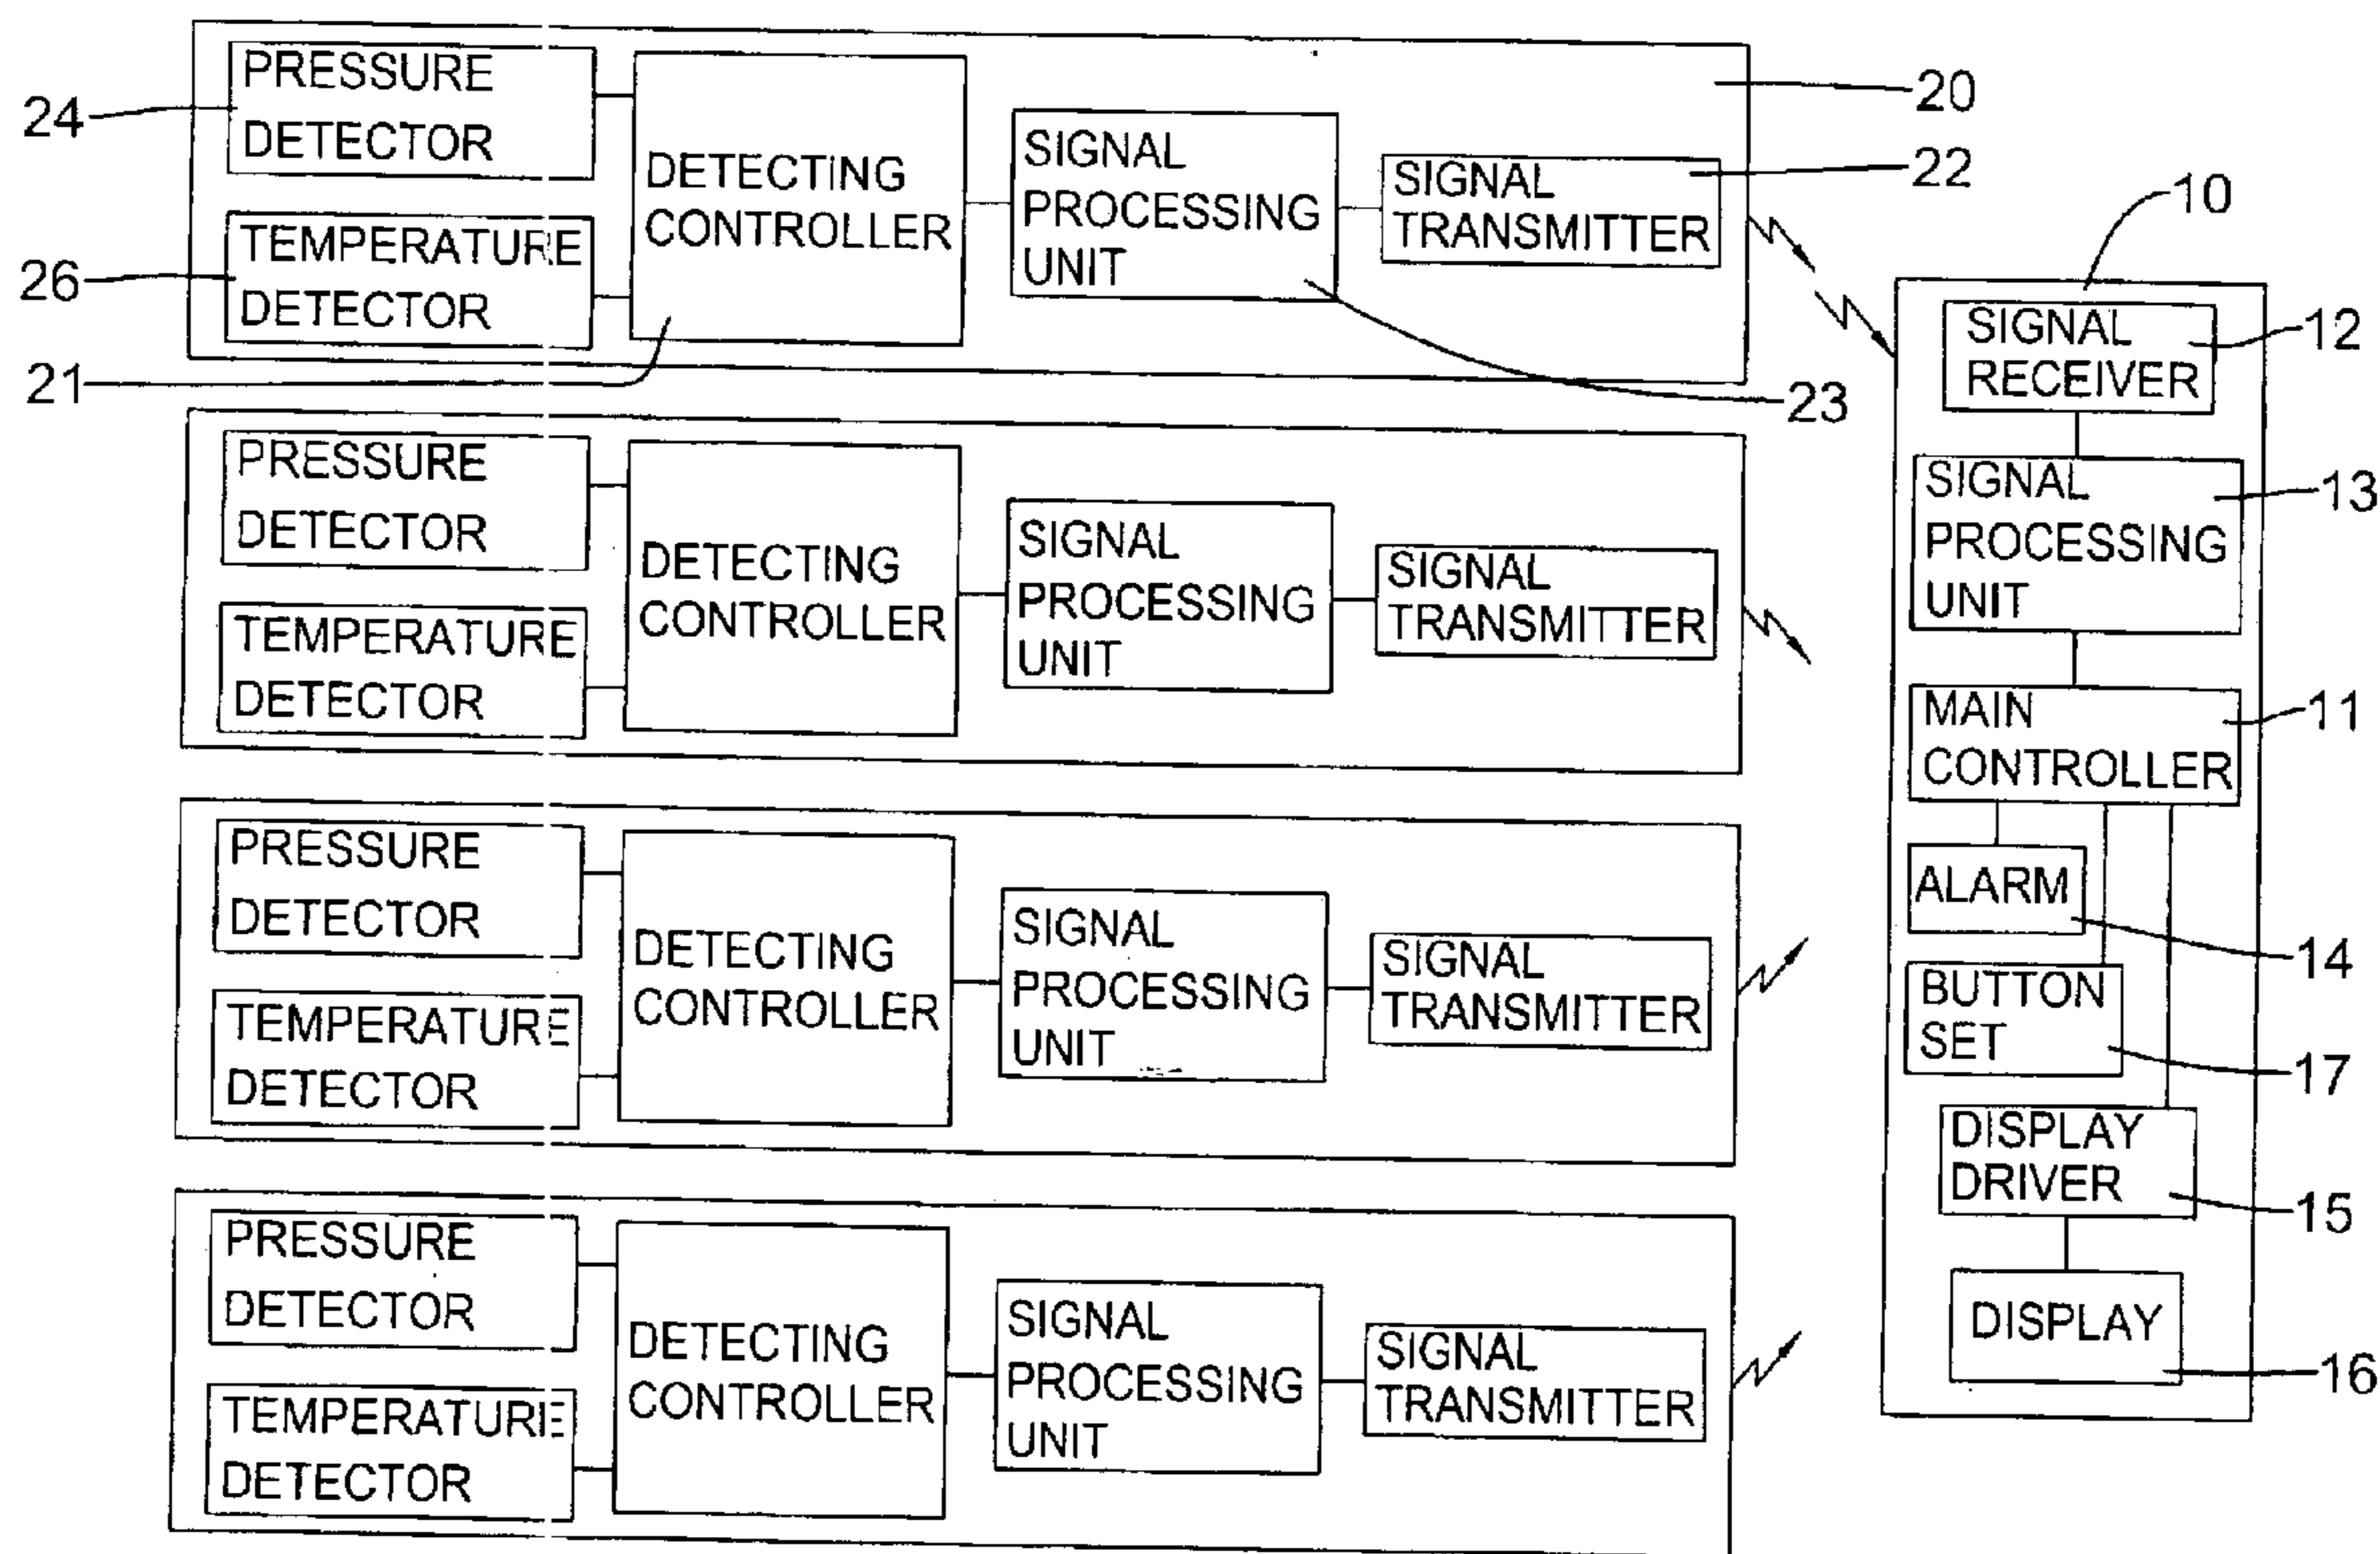 PRESSURE
DETECTOR
TEMPERATURE
DETECTOR
DETECTING
CONTROLLER
SIGNAL
PROCESSING
UNIT
SIGNAL
TRANSMITTER
24
26
21
20
22
23
PRESSURE
DETECTOR
TEMPERATURE
DETECTOR
DETECTING
CONTROLLER
SIGNAL
PROCESSING
UNIT
SIGNAL
TRANSMITTER
PRESSURE
DETECTOR
TEMPERATURE
DETECTOR
DETECTING
CONTROLLER
SIGNAL
PROCESSING
UNIT
SIGNAL
TRANSMITTER
PRESSURE
DETECTOR
TEMPERATURE
DETECTOR
DETECTING
CONTROLLER
SIGNAL
PROCESSING
UNIT
SIGNAL
TRANSMITTER
10
SIGNAL
RECEIVER
12
SIGNAL
PROCESSING
UNIT
13
MAIN
CONTROLLER
11
ALARM
14
BUTTON
SET
17
DISPLAY
DRIVER
15
DISPLAY
16